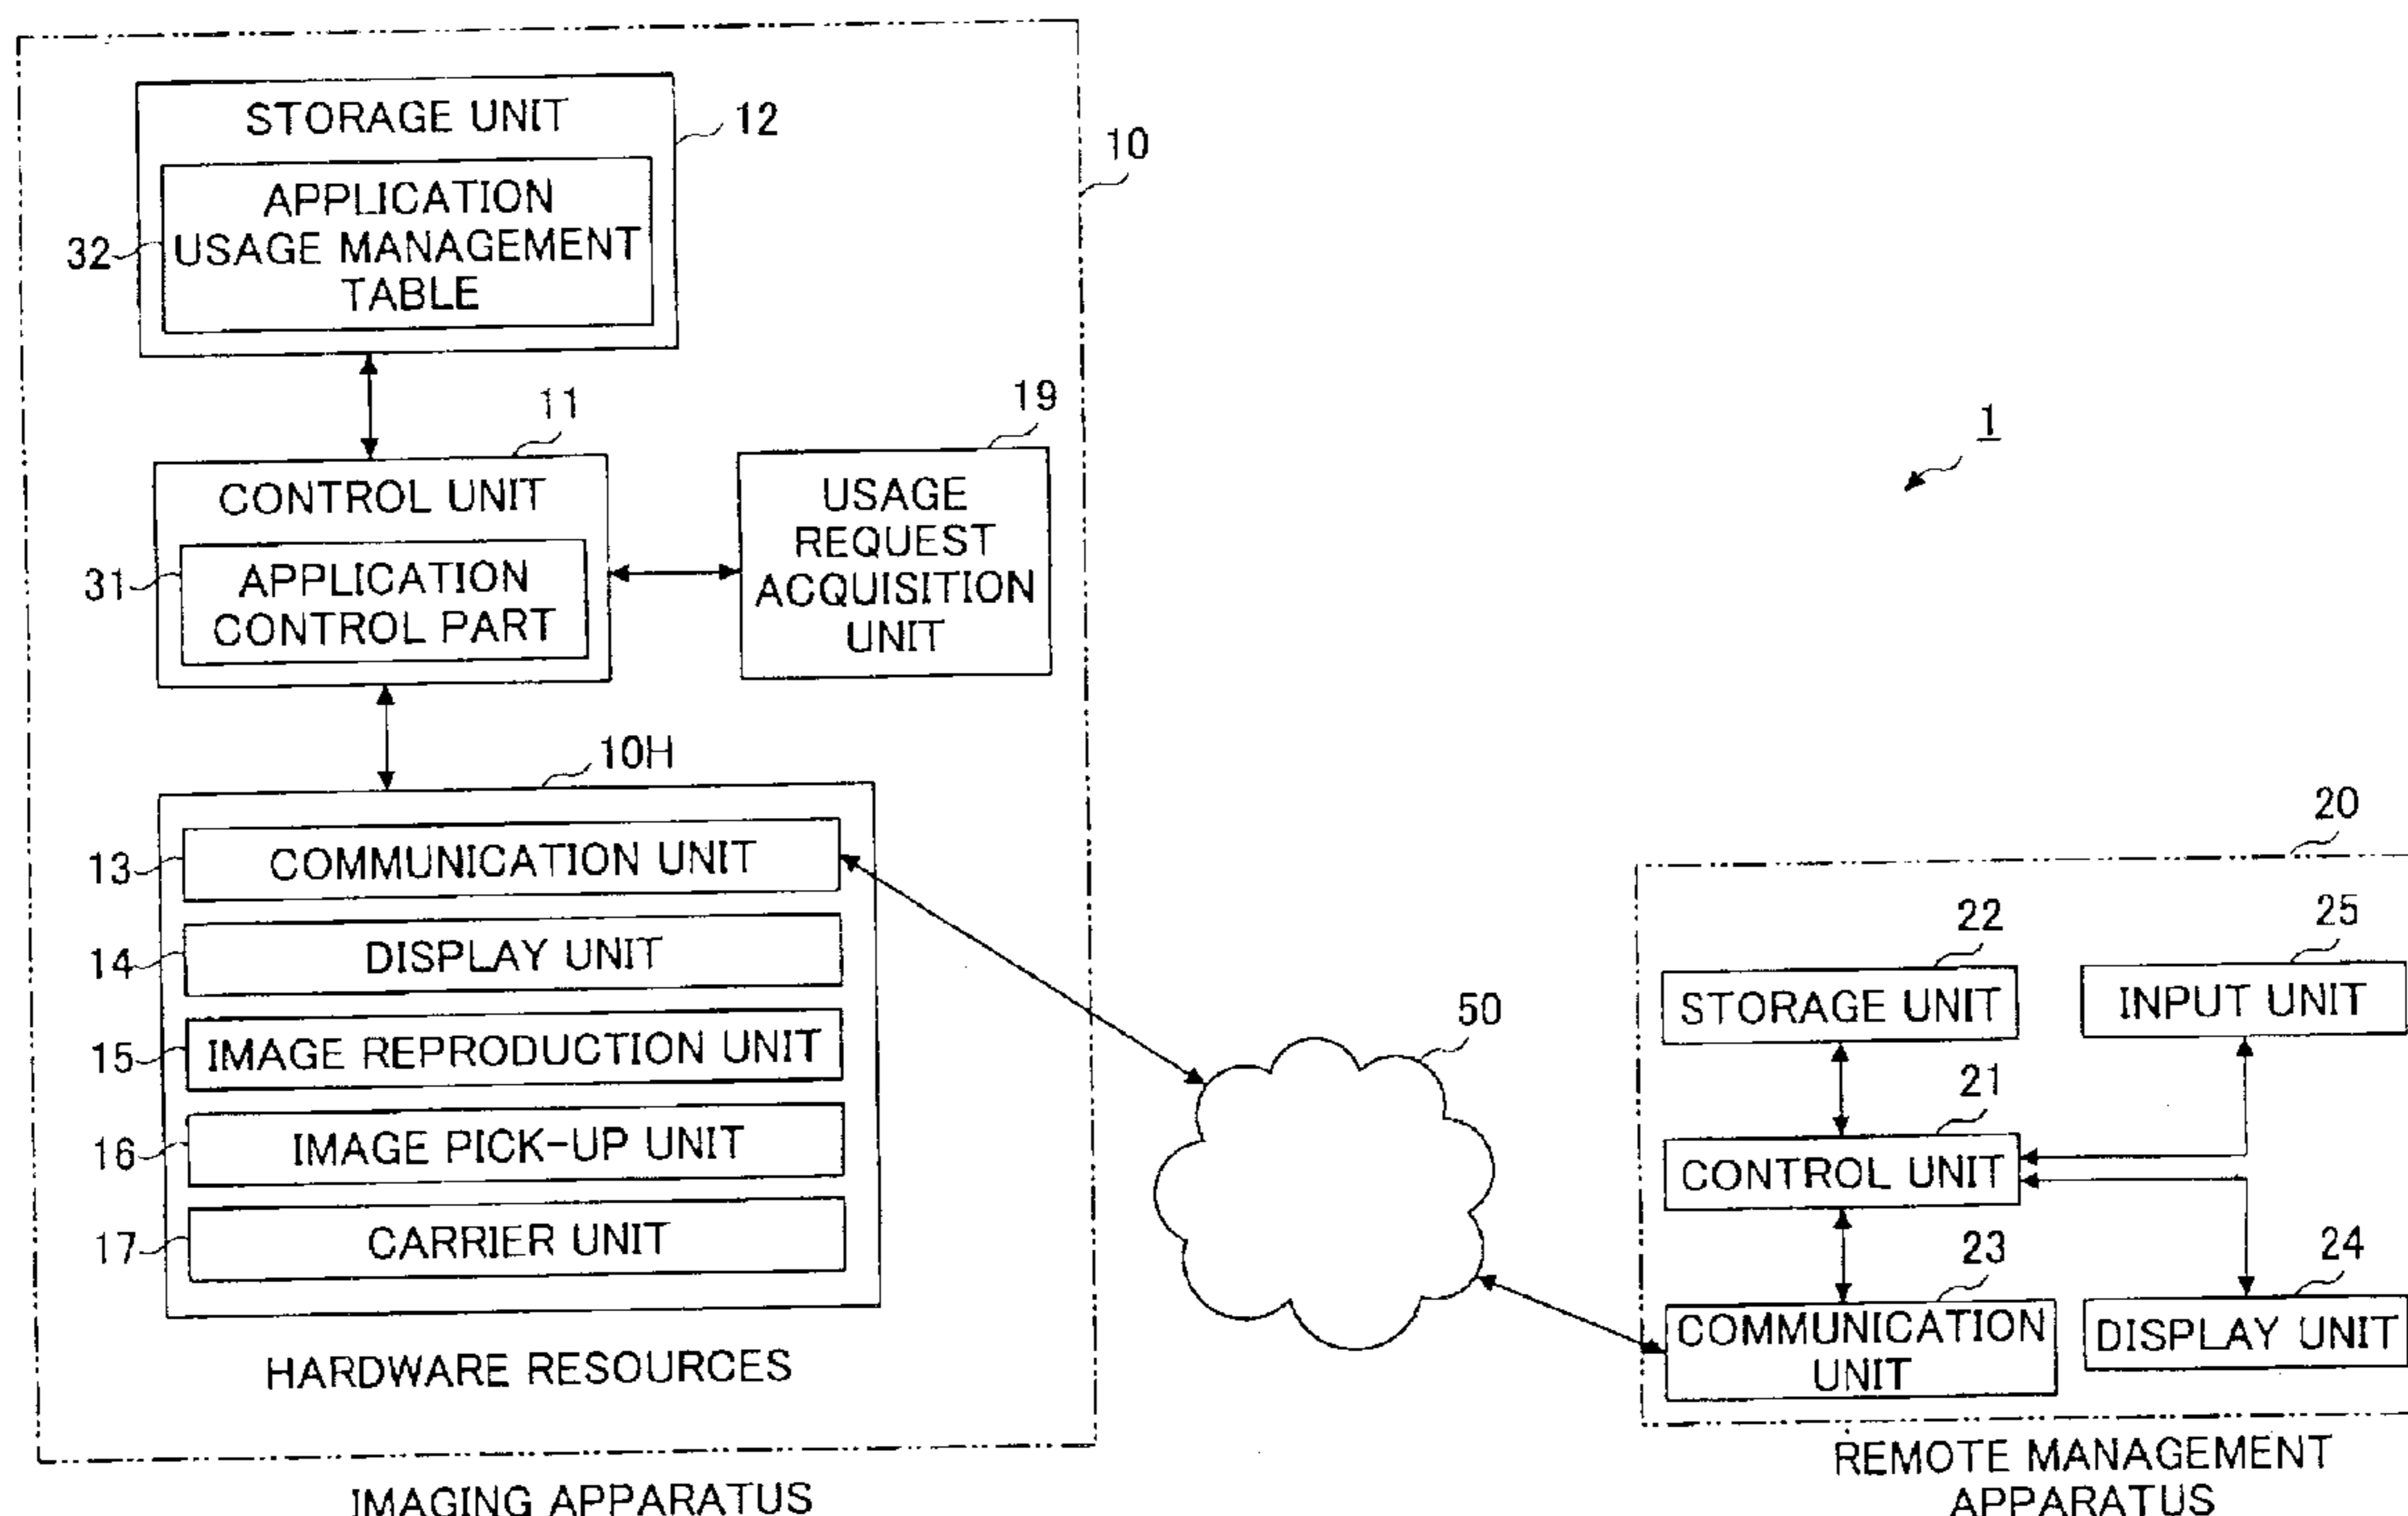 STORAGE UNIT
12
APPLICATION
USAGE MANAGEMENT
TABLE
32
10
11
CONTROL UNIT
31
APPLICATION
CONTROL PART
19
USAGE
REQUEST
ACQUISITION
UNIT
1
10H
13
COMMUNICATION UNIT
14
DISPLAY UNIT
15
IMAGE REPRODUCTION UNIT
16
IMAGE PICK-UP UNIT
17
CARRIER UNIT
HARDWARE RESOURCES
IMAGING APPARATUS
50
20
22
STORAGE UNIT
25
INPUT UNIT
21
CONTROL UNIT
23
COMMUNICATION
UNIT
24
DISPLAY UNIT
REMOTE MANAGEMENT
APPARATUS